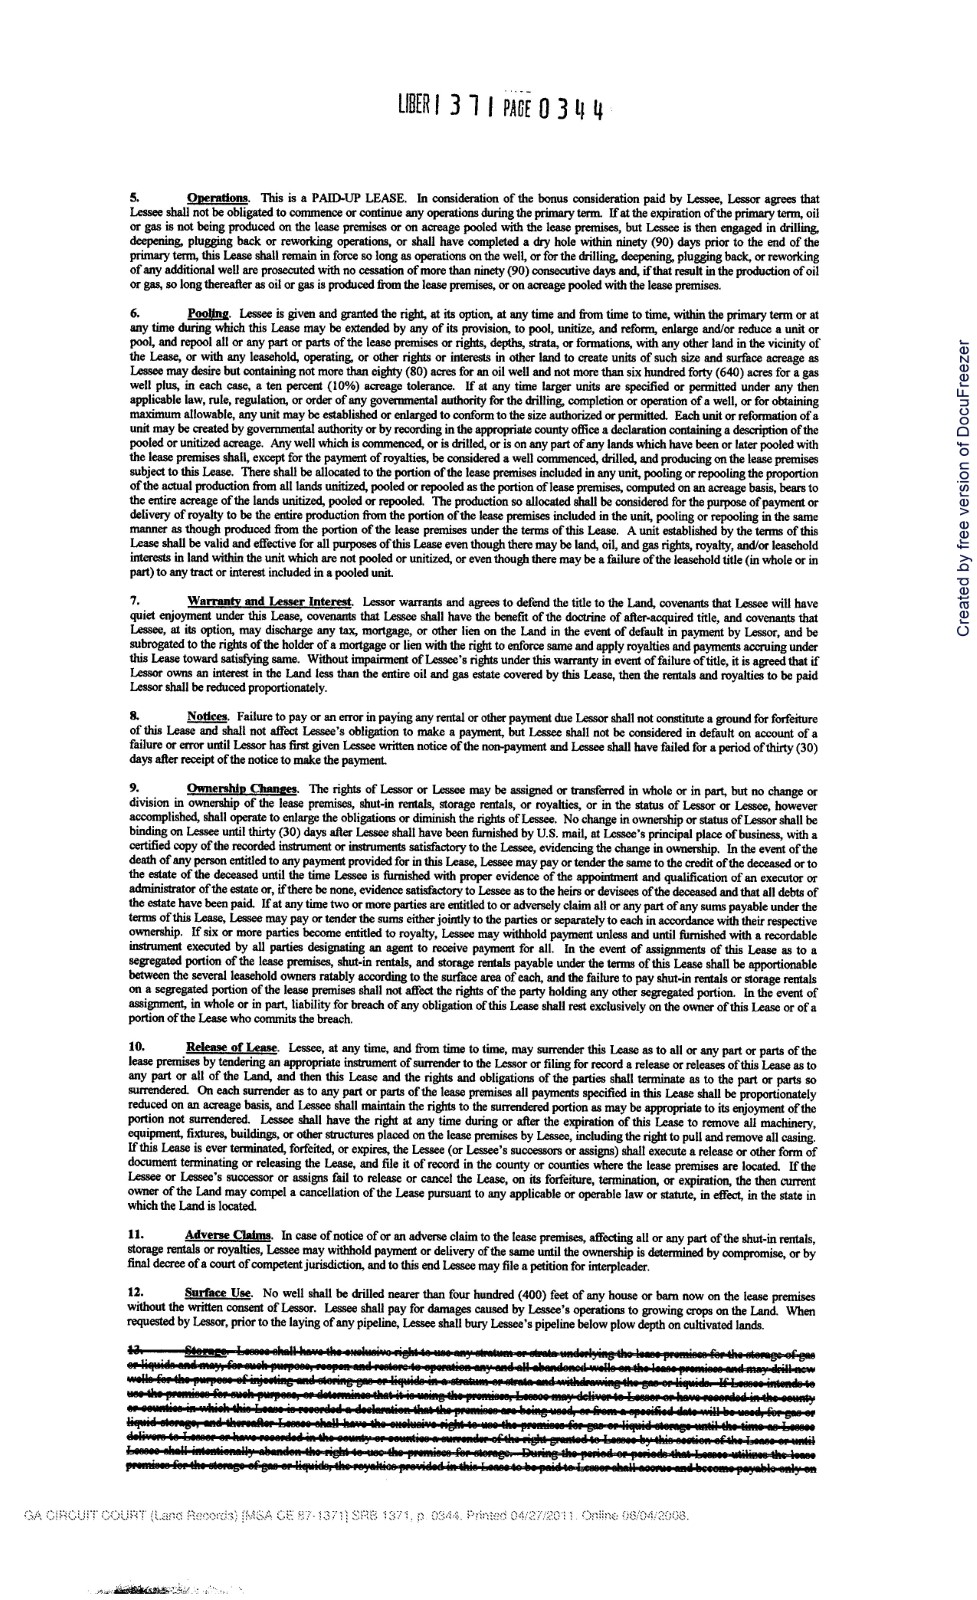 LIBER 1371 PAGE 0344
5. Operations. This is a PAID-UP LEASE. In consideration of the bonus consideration paid by Lessee, Lessor agrees that
Lessee shall not be obligated to commence or continue any operations during the primary term. If at the expiration of the primary term, oil
or gas is not being produced on the lease premises or on acreage pooled with the lease premises, but Lessee is then engaged in drilling,
deepening, plugging back or reworking operations, or shall have completed a dry hole within ninety (90) days prior to the end of the
primary term, this Lease shall remain in force so long as operations on the well, or for the drilling, deepening, plugging back, or reworking
of any additional well are prosecuted with no cessation of more than ninety (90) consecutive days and, if that result in the production of oil
or gas, so long thereafter as oil or gas is produced from the lease premises, or on acreage pooled with the lease premises.
6. Pooling. Lessee is given and granted the right, at its option, at any time and from time to time, within the primary term or at
any time during which this Lease may be extended by any of its provision, to pool, unitize, and reform, enlarge and/or reduce a unit or
pool, and repool all or any part or parts of the lease premises or rights, depths, strata, or formations, with any other land in the vicinity of
the Lease, or with any leasehold, operating, or other rights or interests in other land to create units of such size and surface acreage as
Lessee may desire but containing not more than eighty (80) acres for an oil well and not more than six hundred forty (640) acres for a gas
well plus, in each case, a ten percent (10%) acreage tolerance. If at any time larger units are specified or permitted under any then
applicable law, rule, regulation, or order of any governmental authority for the drilling, completion or operation of a well, or for obtaining
maximum allowable, any unit may be established or enlarged to conform to the size authorized or permitted. Each unit or reformation of a
unit may be created by governmental authority or by recording in the appropriate county office a declaration containing a description of the
pooled or unitized acreage. Any well which is commenced, or is drilled, or is on any part of any lands which have been or later pooled with
the lease premises shall, except for the payment of royalties, be considered a well commenced, drilled, and producing on the lease premises
subject to this Lease. There shall be allocated to the portion of the lease premises included in any unit, pooling or repooling the proportion
of the actual production from all lands unitized, pooled or repooled as the portion of lease premises, computed on an acreage basis, bears to
the entire acreage of the lands unitized, pooled or repooled. The production so allocated shall be considered for the purpose of payment or
delivery of royalty to be the entire production from the portion of the lease premises included in the unit, pooling or repooling in the same
manner as though produced from the portion of the lease premises under the terms of this Lease. A unit established by the terms of this
Lease shall be valid and effective for all purposes of this Lease even though there may be land, oil, and gas rights, royalty, and/or leasehold
interests in land within the unit which are not pooled or unitized, or even though there may be a failure of the leasehold title (in whole or in
part) to any tract or interest included in a pooled unit.
7. Warranty and Lesser Interest. Lessor warrants and agrees to defend the title to the Land, covenants that Lessee will have
quiet enjoyment under this Lease, covenants that Lessee shall have the benefit of the doctrine of after-acquired title, and covenants that
Lessee, at its option, may discharge any tax, mortgage, or other lien on the Land in the event of default in payment by Lessor, and be
subrogated to the rights of the holder of a mortgage or lien with the right to enforce same and apply royalties and payments accruing under
this Lease toward satisfying same. Without impairment of Lessee's rights under this warranty in event of failure of title, it is agreed that if
Lessor owns an interest in the Land less than the entire oil and gas estate covered by this Lease, then the rentals and royalties to be paid
Lessor shall be reduced proportionately.
8. Notices. Failure to pay or an error in paying any rental or other payment due Lessor shall not constitute a ground for forfeiture
of this Lease and shall not affect Lessee's obligation to make a payment, but Lessee shall not be considered in default on account of a
failure or error until Lessor has first given Lessee written notice of the non-payment and Lessee shall have failed for a period of thirty (30)
days after receipt of the notice to make the payment.
9. Ownership Changes. The rights of Lessor or Lessee may be assigned or transferred in whole or in part, but no change or
division in ownership of the lease premises, shut-in rentals, storage rentals, or royalties, or in the status of Lessor or Lessee, however
accomplished, shall operate to enlarge the obligations or diminish the rights of Lessee. No change in ownership or status of Lessor shall be
binding on Lessee until thirty (30) days after Lessee shall have been furnished by U.S. mail, at Lessee's principal place of business, with a
certified copy of the recorded instrument or instruments satisfactory to the Lessee, evidencing the change in ownership. In the event of the
death of any person entitled to any payment provided for in this Lease, Lessee may pay or tender the same to the credit of the deceased or to
the estate of the deceased until the time Lessee is furnished with proper evidence of the appointment and qualification of an executor or
administrator of the estate or, if there be none, evidence satisfactory to Lessee as to the heirs or devisees of the deceased and that all debts of
the estate have been paid. If at any time two or more parties are entitled to or adversely claim all or any part of any sums payable under the
terms of this Lease, Lessee may pay or tender the sums either jointly to the parties or separately to each in accordance with their respective
ownership. If six or more parties become entitled to royalty, Lessee may withhold payment unless and until furnished with a recordable
instrument executed by all parties designating an agent to receive payment for all. In the event of assignments of this Lease as to a
segregated portion of the lease premises, shut-in rentals, and storage rentals payable under the terms of this Lease shall be apportionable
between the several leasehold owners ratably according to the surface area of each, and the failure to pay shut-in rentals or storage rentals
on a segregated portion of the lease premises shall not affect the rights of the party holding any other segregated portion. In the event of
assignment, in whole or in part, liability for breach of any obligation of this Lease shall rest exclusively on the owner of this Lease or of a
portion of the Lease who commits the breach.
10. Release of Lease. Lessee, at any time, and from time to time, may surrender this Lease as to all or any part or parts of the
lease premises by tendering an appropriate instrument of surrender to the Lessor or filing for record a release or releases of this Lease as to
any part or all of the Land, and then this Lease and the rights and obligations of the parties shall terminate as to the part or parts so
surrendered. On each surrender as to any part or parts of the lease premises all payments specified in this Lease shall be proportionately
reduced on an acreage basis, and Lessee shall maintain the rights to the surrendered portion as may be appropriate to its enjoyment of the
portion not surrendered. Lessee shall have the right at any time during or after the expiration of this Lease to remove all machinery,
equipment, fixtures, buildings, or other structures placed on the lease premises by Lessee, including the right to pull and remove all casing.
If this Lease is ever terminated, forfeited, or expires, the Lessee (or Lessee's successors or assigns) shall execute a release or other form of
document terminating or releasing the Lease, and file it of record in the county or counties where the lease premises are located. If the
Lessee or Lessee's successor or assigns fail to release or cancel the Lease, on its forfeiture, termination, or expiration, the then current
owner of the Land may compel a cancellation of the Lease pursuant to any applicable or operable law or statute, in effect, in the state in
which the Land is located.
11. Adverse Claims. In case of notice of or an adverse claim to the lease premises, affecting all or any part of the shut-in rentals,
storage rentals or royalties, Lessee may withhold payment or delivery of the same until the ownership is determined by compromise, or by
final decree of a court of competent jurisdiction, and to this end Lessee may file a petition for interpleader.
12. Surface Use. No well shall be drilled nearer than four hundred (400) feet of any house or barn now on the lease premises
without the written consent of Lessor. Lessee shall pay for damages caused by Lessee's operations to growing crops on the Land. When
requested by Lessor, prior to the laying of any pipeline, Lessee shall bury Lessee's pipeline below plow depth on cultivated lands.
13. Storage. Lessee shall have the exclusive right to use any stratum or strata underlying the lease premises for the storage of gas
or liquids and may, for such purpose, reopen and restore to operation any and all abandoned wells on the lease premises and may drill new
wells for the purpose of injecting and storing gas or liquids in a stratum or strata and withdrawing the gas or liquids. If Lessee intends to
use the premises for such purpose, or determines that it is using the premises, Lessee may deliver to Lessor or have recorded in the county
or counties in which this Lease is recorded a declaration that the premises are being used, or from a specified date will be used, for gas or
liquid storage, and thereafter Lessee shall have the exclusive right to use the premises for gas or liquid storage until the time as Lessee
delivers to Lessor or have recorded in the county or counties a surrender of the right granted to Lessee by this section of the Lease or until
Lessee shall intentionally abandon the right to use the premises for storage. During the period or periods that Lessee utilizes the lease
premises for the storage of gas or liquids, the royalties provided in this Lease to be paid to Lessor shall accrue and become payable only on
GA CIRCUIT COURT (Land Records) [MSA CE 87-1371] SRB 1371, p. 0344. Printed 04/27/2011. Online 06/04/2008.
Created by free version of DocuFreezer